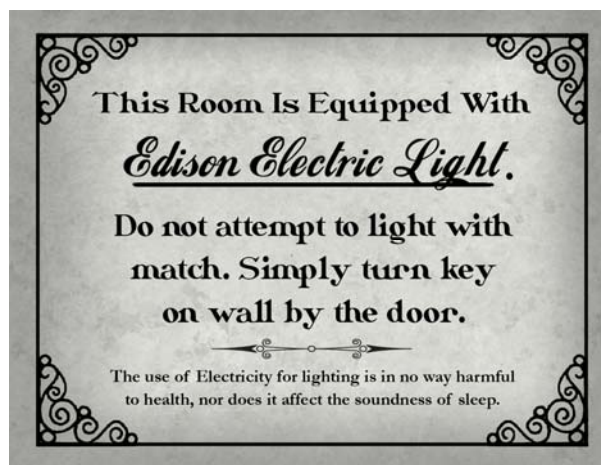 This Room Is Equipped With
Edison Electric Light.
Do not attempt to light with
match. Simply turn key
on wall by the door.
The use of Electricity for lighting is in no way harmful
to health, nor does it affect the soundness of sleep.